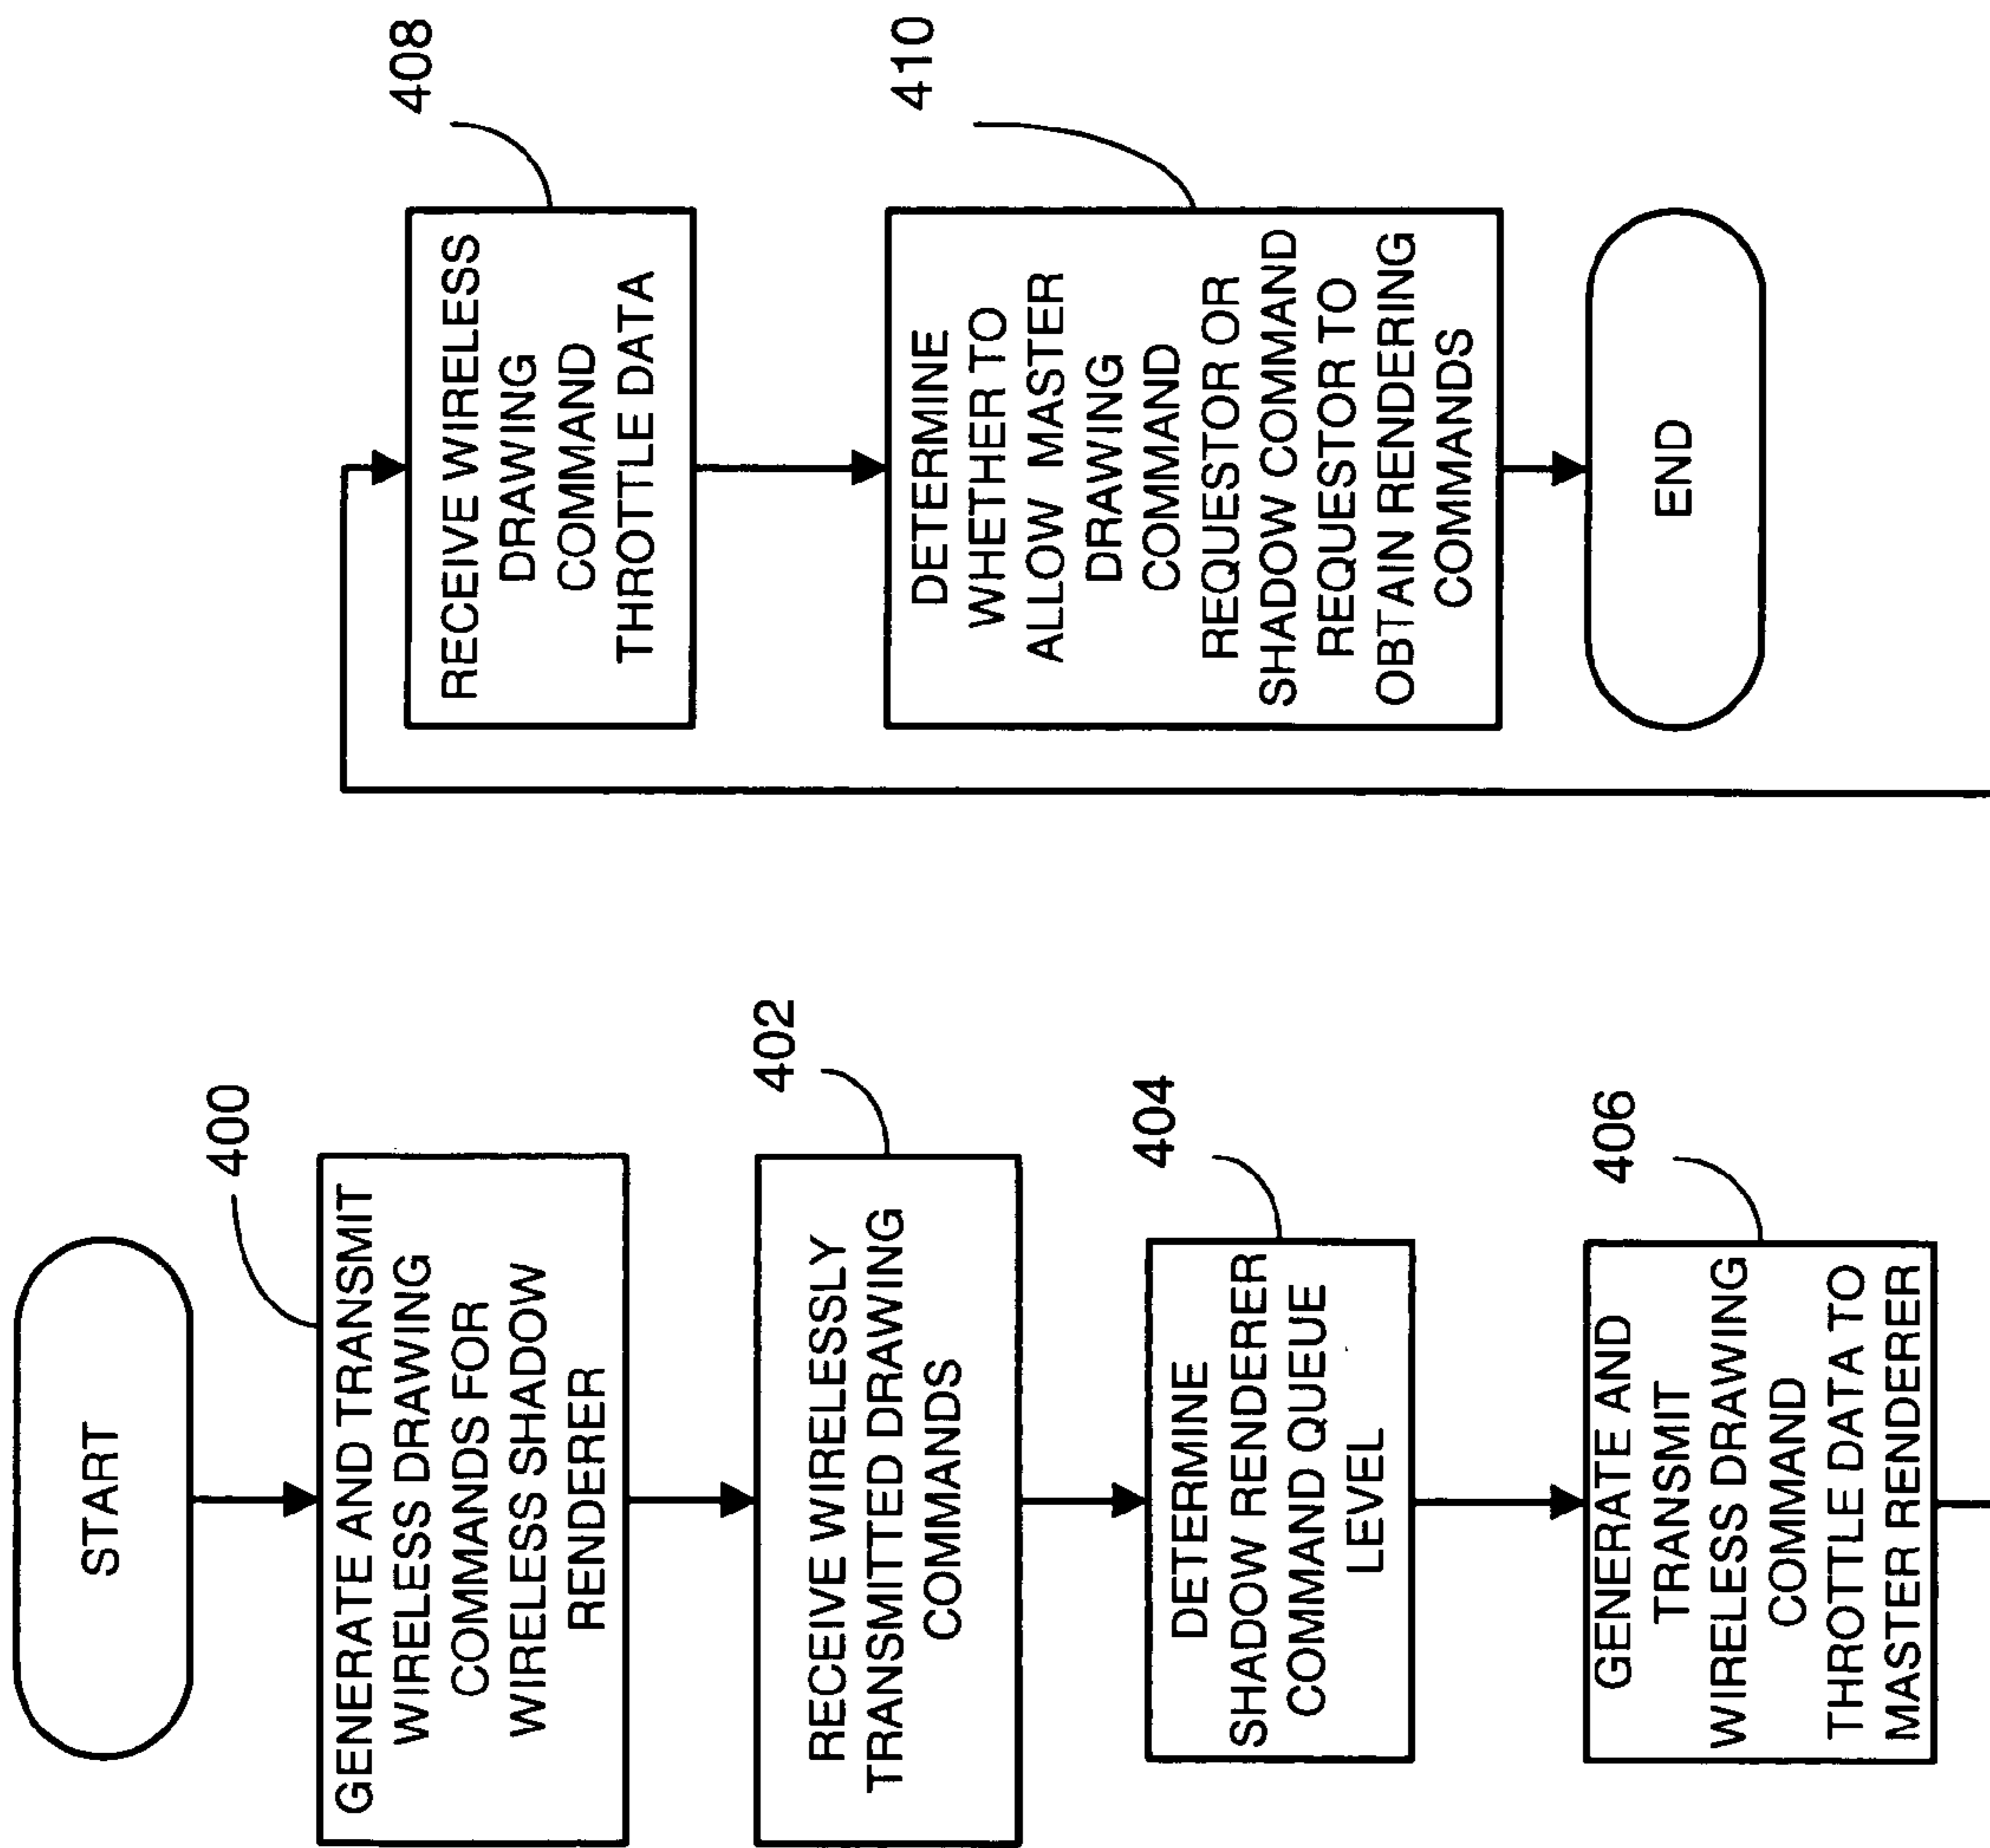 START
400
GENERATE AND TRANSMIT
WIRELESS DRAWING
COMMANDS FOR
WIRELESS SHADOW
RENDERER
402
RECEIVE WIRELESSLY
TRANSMITTED DRAWING
COMMANDS
404
DETERMINE
SHADOW RENDERER
COMMAND QUEUE
LEVEL
406
GENERATE AND
TRANSMIT
WIRELESS DRAWING
COMMAND
THROTTLE DATA TO
MASTER RENDERER
408
RECEIVE WIRELESS
DRAWING
COMMAND
THROTTLE DATA
410
DETERMINE
WHETHER TO
ALLOW MASTER
DRAWING
COMMAND
REQUESTOR OR
SHADOW COMMAND
REQUESTOR TO
OBTAIN RENDERING
COMMANDS
END